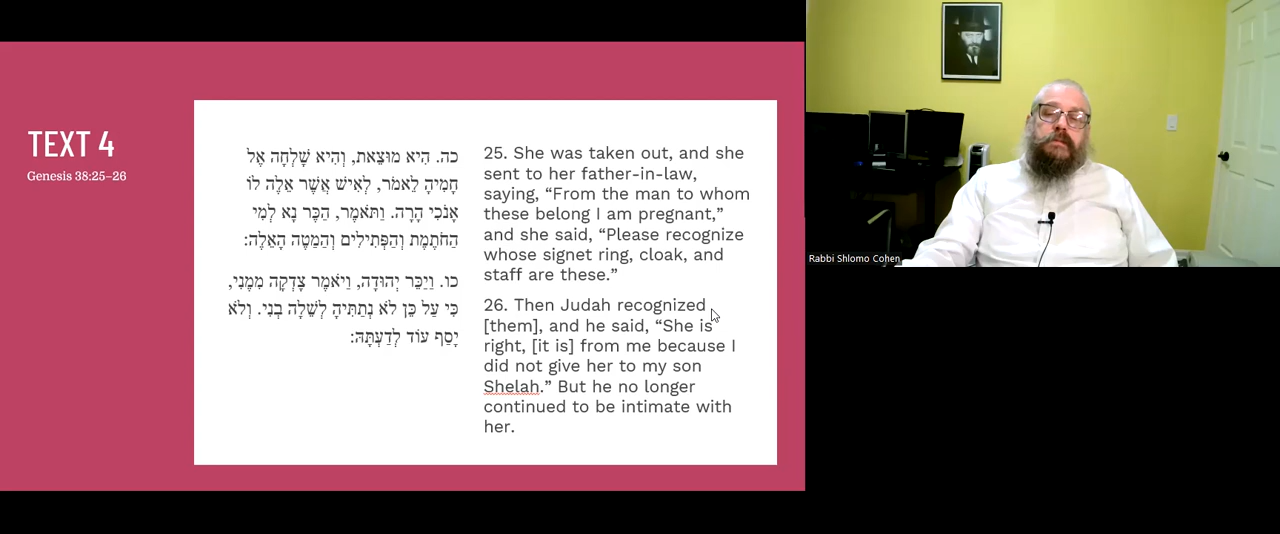 TEXT 4
Genesis 38:25–26
כה. הִיא מוּצֵאת, וְהִיא שָׁלְחָה אֶל
חָמִיהָ לֵאמֹר, לְאִישׁ אֲשֶׁר אֵלֶּה לוֹ
אָנֹכִי הָרָה. וַתֹּאמֶר, הַכֶּר נָא לְמִי
הַחֹתֶמֶת וְהַפְּתִילִים וְהַמַּטֶּה הָאֵלֶּה:
כו. וַיַּכֵּר יְהוּדָה, וַיֹּאמֶר צָדְקָה מִמֶּנִּי,
כִּי עַל כֵּן לֹא נְתַתִּיהָ לְשֵׁלָה בְנִי. וְלֹא
יָסַף עוֹד לְדַעְתָּהּ:
25. She was taken out, and she
sent to her father-in-law,
saying, “From the man to whom
these belong I am pregnant,”
and she said, “Please recognize
whose signet ring, cloak, and
staff are these.”
26. Then Judah recognized
[them], and he said, “She is
right, [it is] from me because I
did not give her to my son
Shelah.” But he no longer
continued to be intimate with
her.
Rabbi Shlomo Cohen